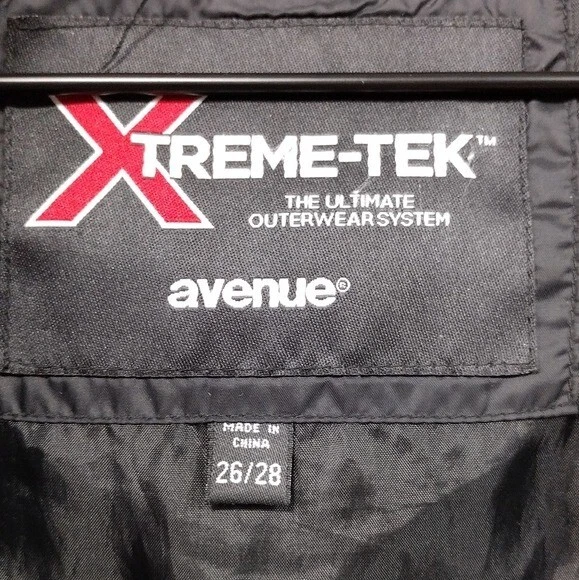 XTREME-TEK™
THE ULTIMATE
OUTERWEAR SYSTEM
avenue®
MADE IN
CHINA
26/28